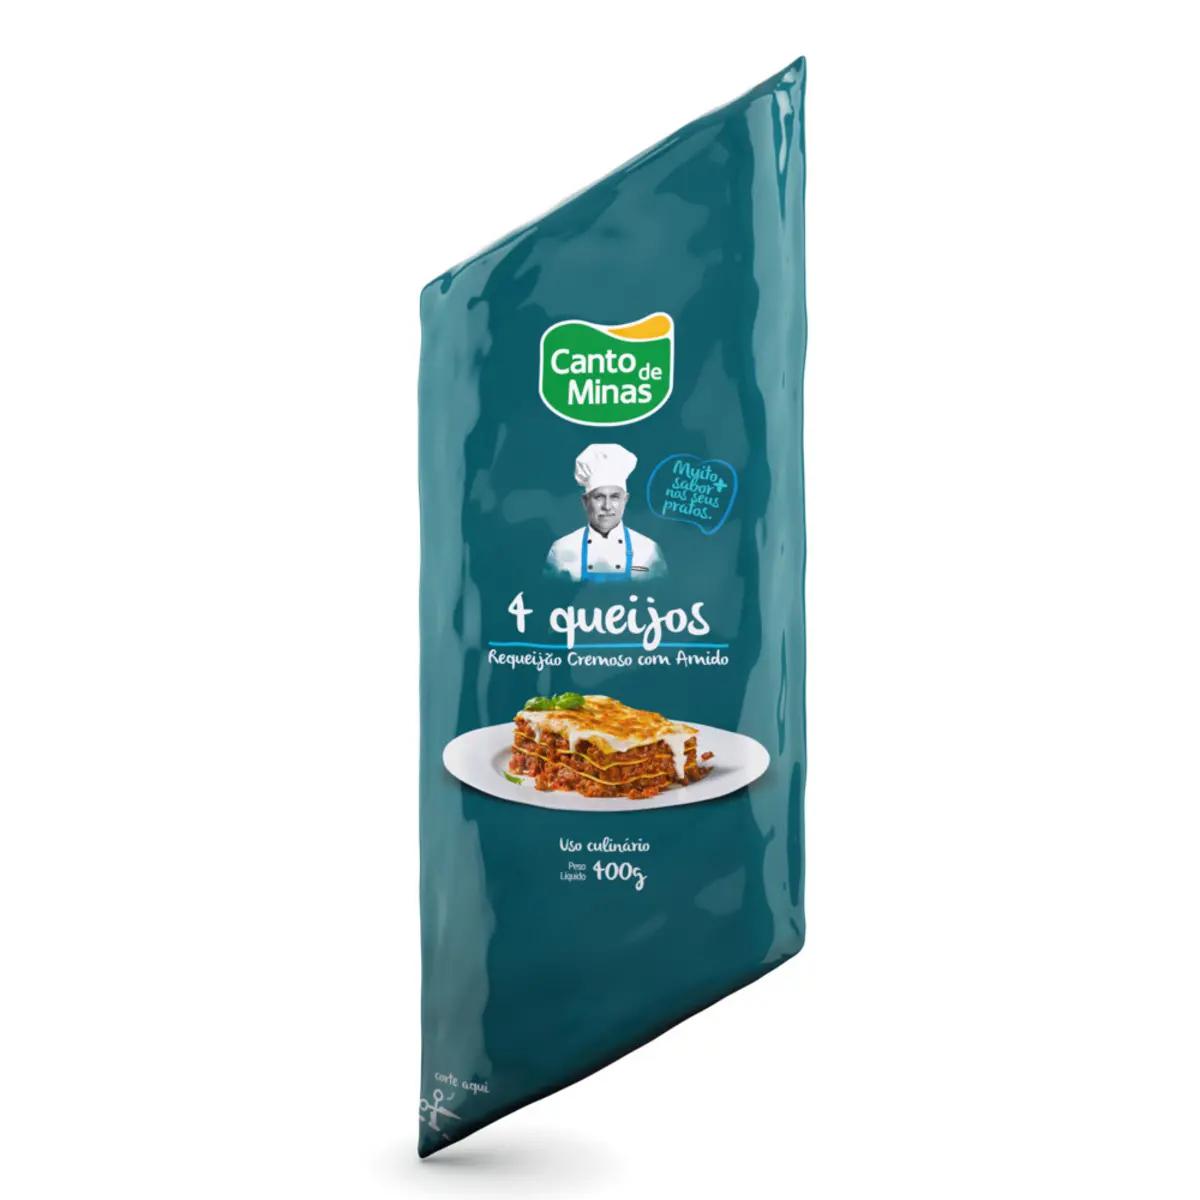 Canto de
Minas
Muito +
sabor
nos seus
pratos.
4 queijos
Requeijão Cremoso com Amido
Uso culinário
Peso
Líquido 400g
corte aqui